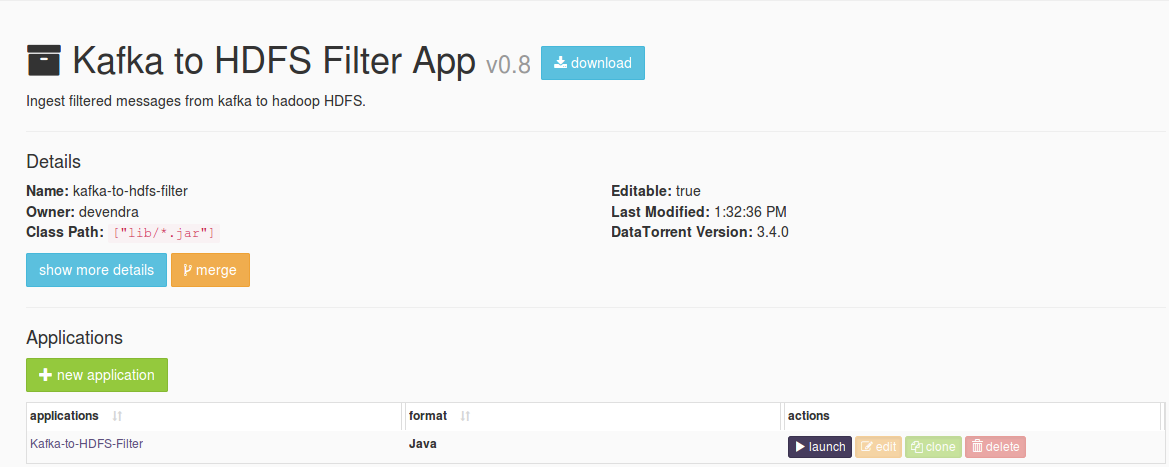 Kafka to HDFS Filter App v0.8 download
Ingest filtered messages from kafka to hadoop HDFS.
Details
Name: kafka-to-hdfs-filter
Editable: true
Owner: devendra
Last Modified: 1:32:36 PM
Class Path: ["lib/*.jar"]
DataTorrent Version: 3.4.0
show more details merge
Applications
new application
applications format actions
Kafka-to-HDFS-Filter Java launch edit clone delete